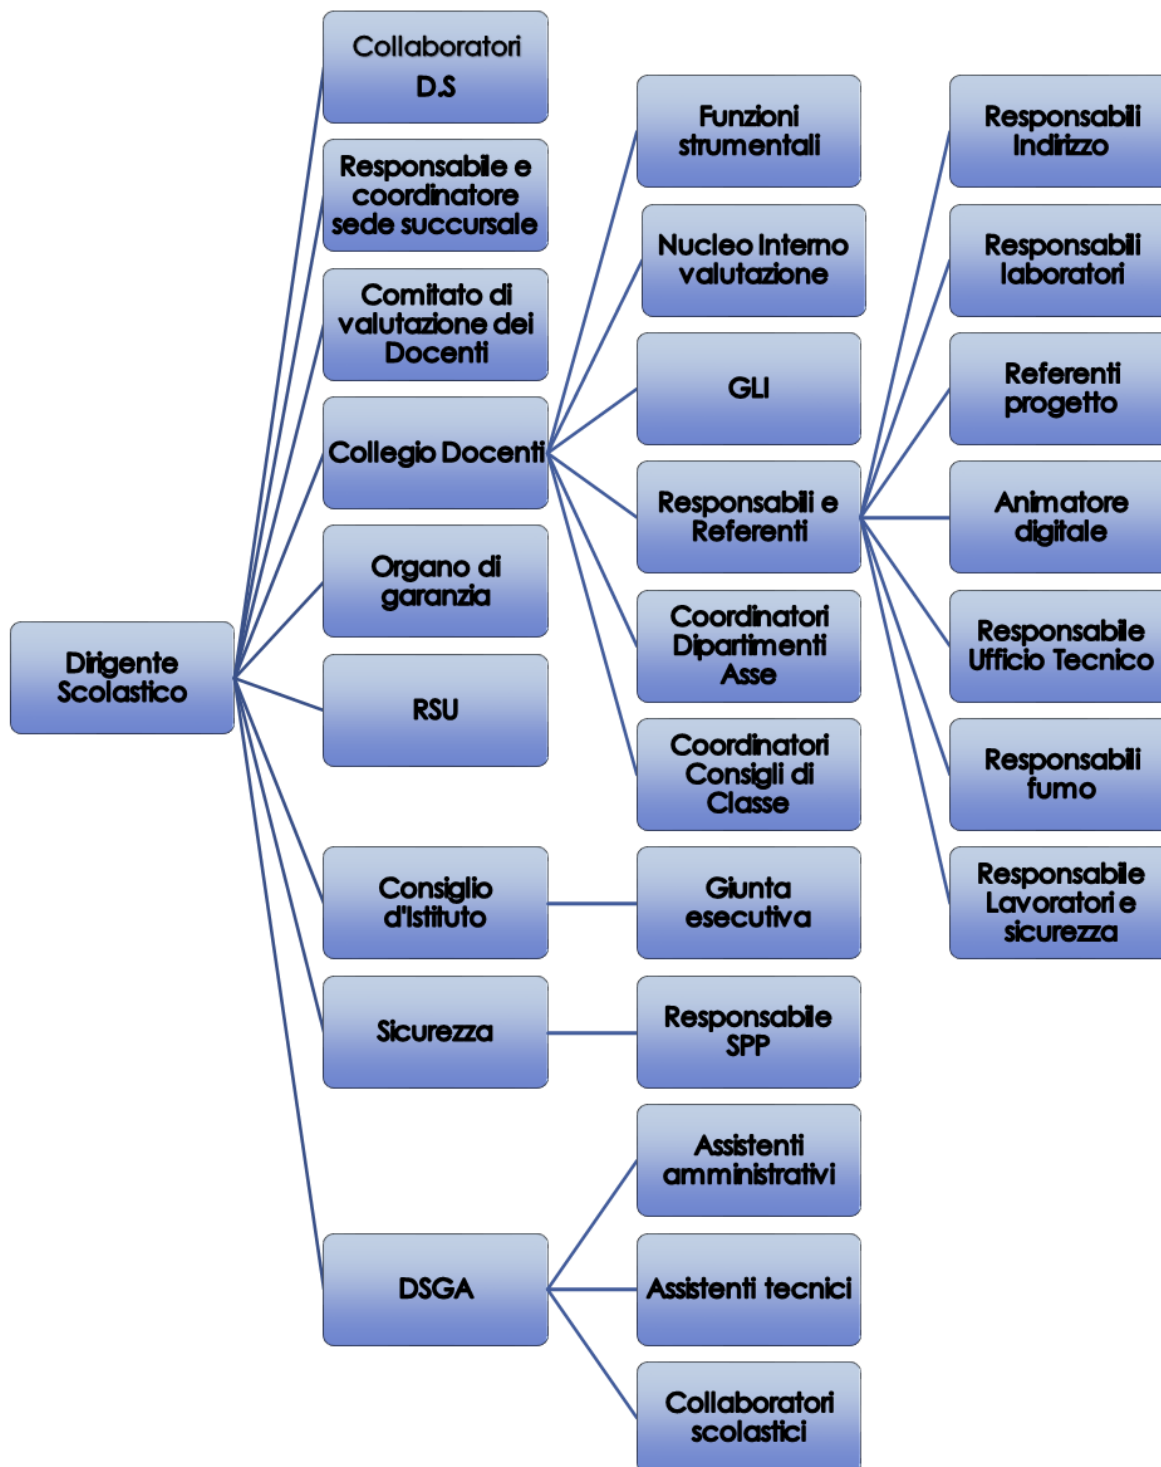 Dirigente
Scolastico
Collaboratori
D.S
Responsabile e
coordinatore
sede succursale
Comitato di
valutazione dei
Docenti
Collegio Docenti
Organo di
garanzia
RSU
Consiglio
d'Istituto
Sicurezza
DSGA
Funzioni
strumentali
Nucleo Interno
valutazione
GLI
Responsabili e
Referenti
Coordinatori
Dipartimenti
Asse
Coordinatori
Consigli di
Classe
Giunta
esecutiva
Responsabile
SPP
Assistenti
amministrativi
Assistenti tecnici
Collaboratori
scolastici
Responsabili
Indirizzo
Responsabili
laboratori
Referenti
progetto
Animatore
digitale
Responsabile
Ufficio Tecnico
Responsabili
fumo
Responsabile
Lavoratori e
sicurezza